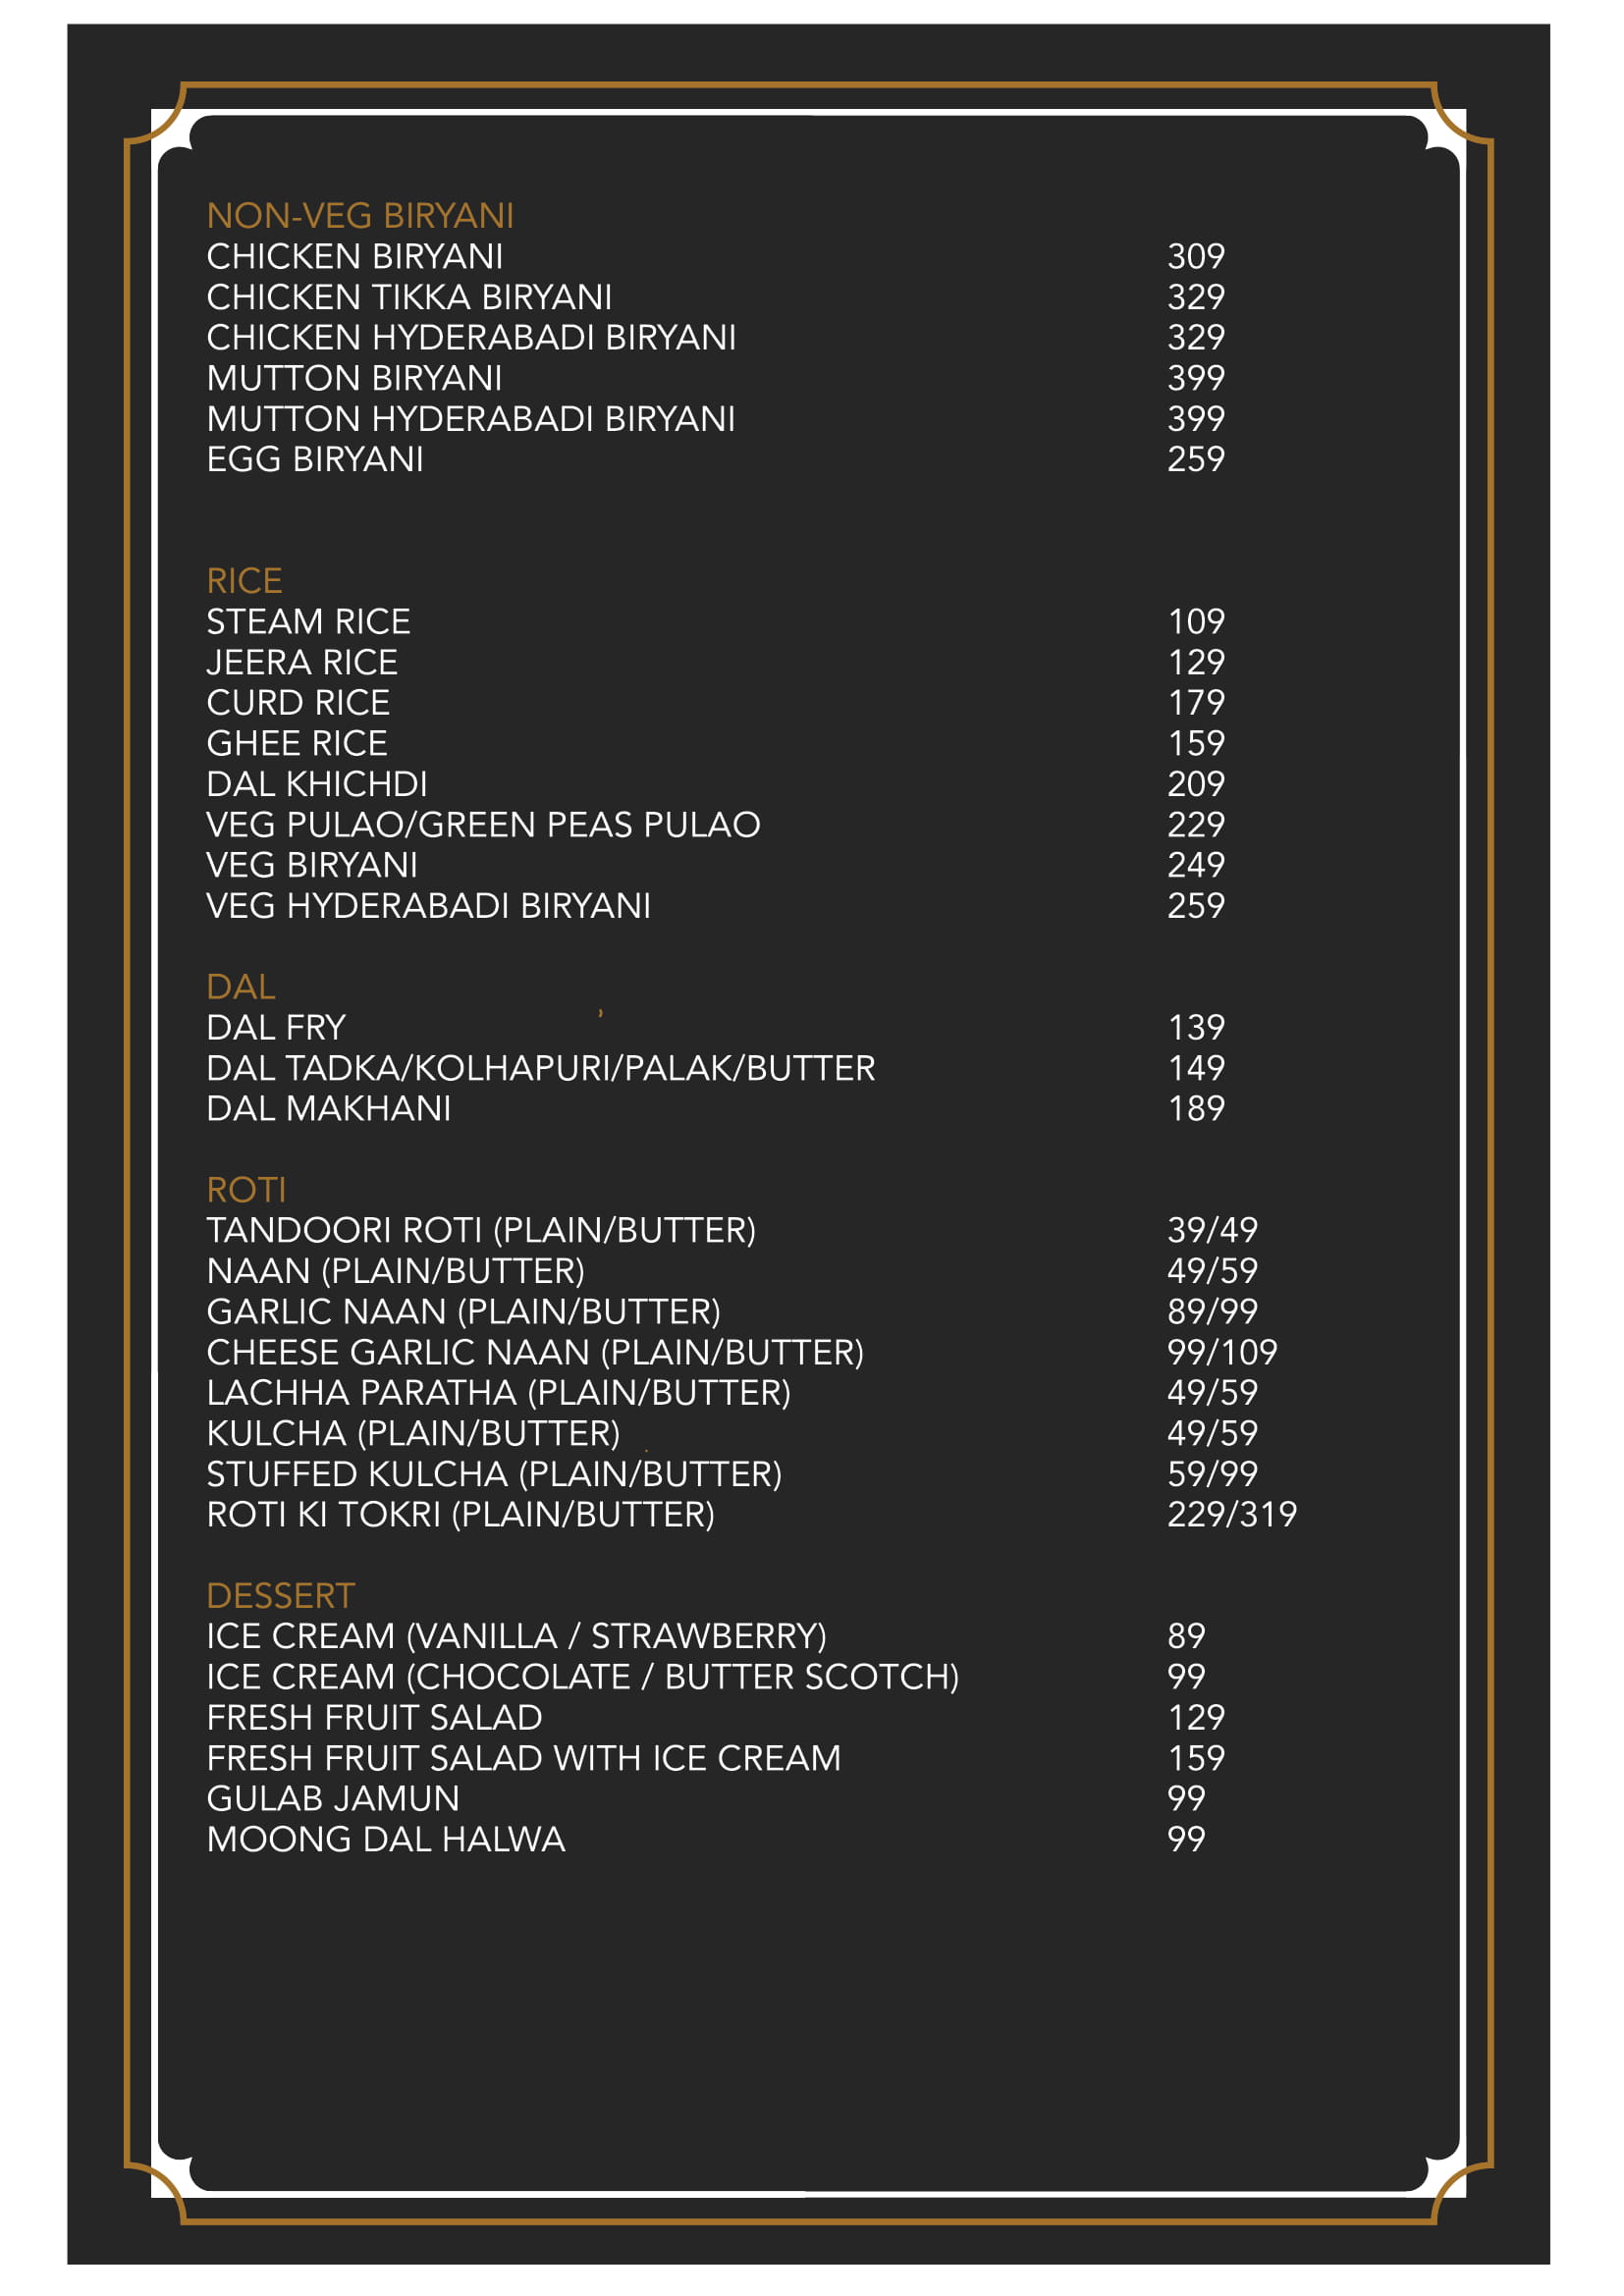 NON-VEG BIRYANI
CHICKEN BIRYANI 309
CHICKEN TIKKA BIRYANI 329
CHICKEN HYDERABADI BIRYANI 329
MUTTON BIRYANI 399
MUTTON HYDERABADI BIRYANI 399
EGG BIRYANI 259
RICE
STEAM RICE 109
JEERA RICE 129
CURD RICE 179
GHEE RICE 159
DAL KHICHDI 209
VEG PULAO/GREEN PEAS PULAO 229
VEG BIRYANI 249
VEG HYDERABADI BIRYANI 259
DAL
DAL FRY 139
DAL TADKA/KOLHAPURI/PALAK/BUTTER 149
DAL MAKHANI 189
ROTI
TANDOORI ROTI (PLAIN/BUTTER) 39/49
NAAN (PLAIN/BUTTER) 49/59
GARLIC NAAN (PLAIN/BUTTER) 89/99
CHEESE GARLIC NAAN (PLAIN/BUTTER) 99/109
LACHHA PARATHA (PLAIN/BUTTER) 49/59
KULCHA (PLAIN/BUTTER) 49/59
STUFFED KULCHA (PLAIN/BUTTER) 59/99
ROTI KI TOKRI (PLAIN/BUTTER) 229/319
DESSERT
ICE CREAM (VANILLA / STRAWBERRY) 89
ICE CREAM (CHOCOLATE / BUTTER SCOTCH) 99
FRESH FRUIT SALAD 129
FRESH FRUIT SALAD WITH ICE CREAM 159
GULAB JAMUN 99
MOONG DAL HALWA 99